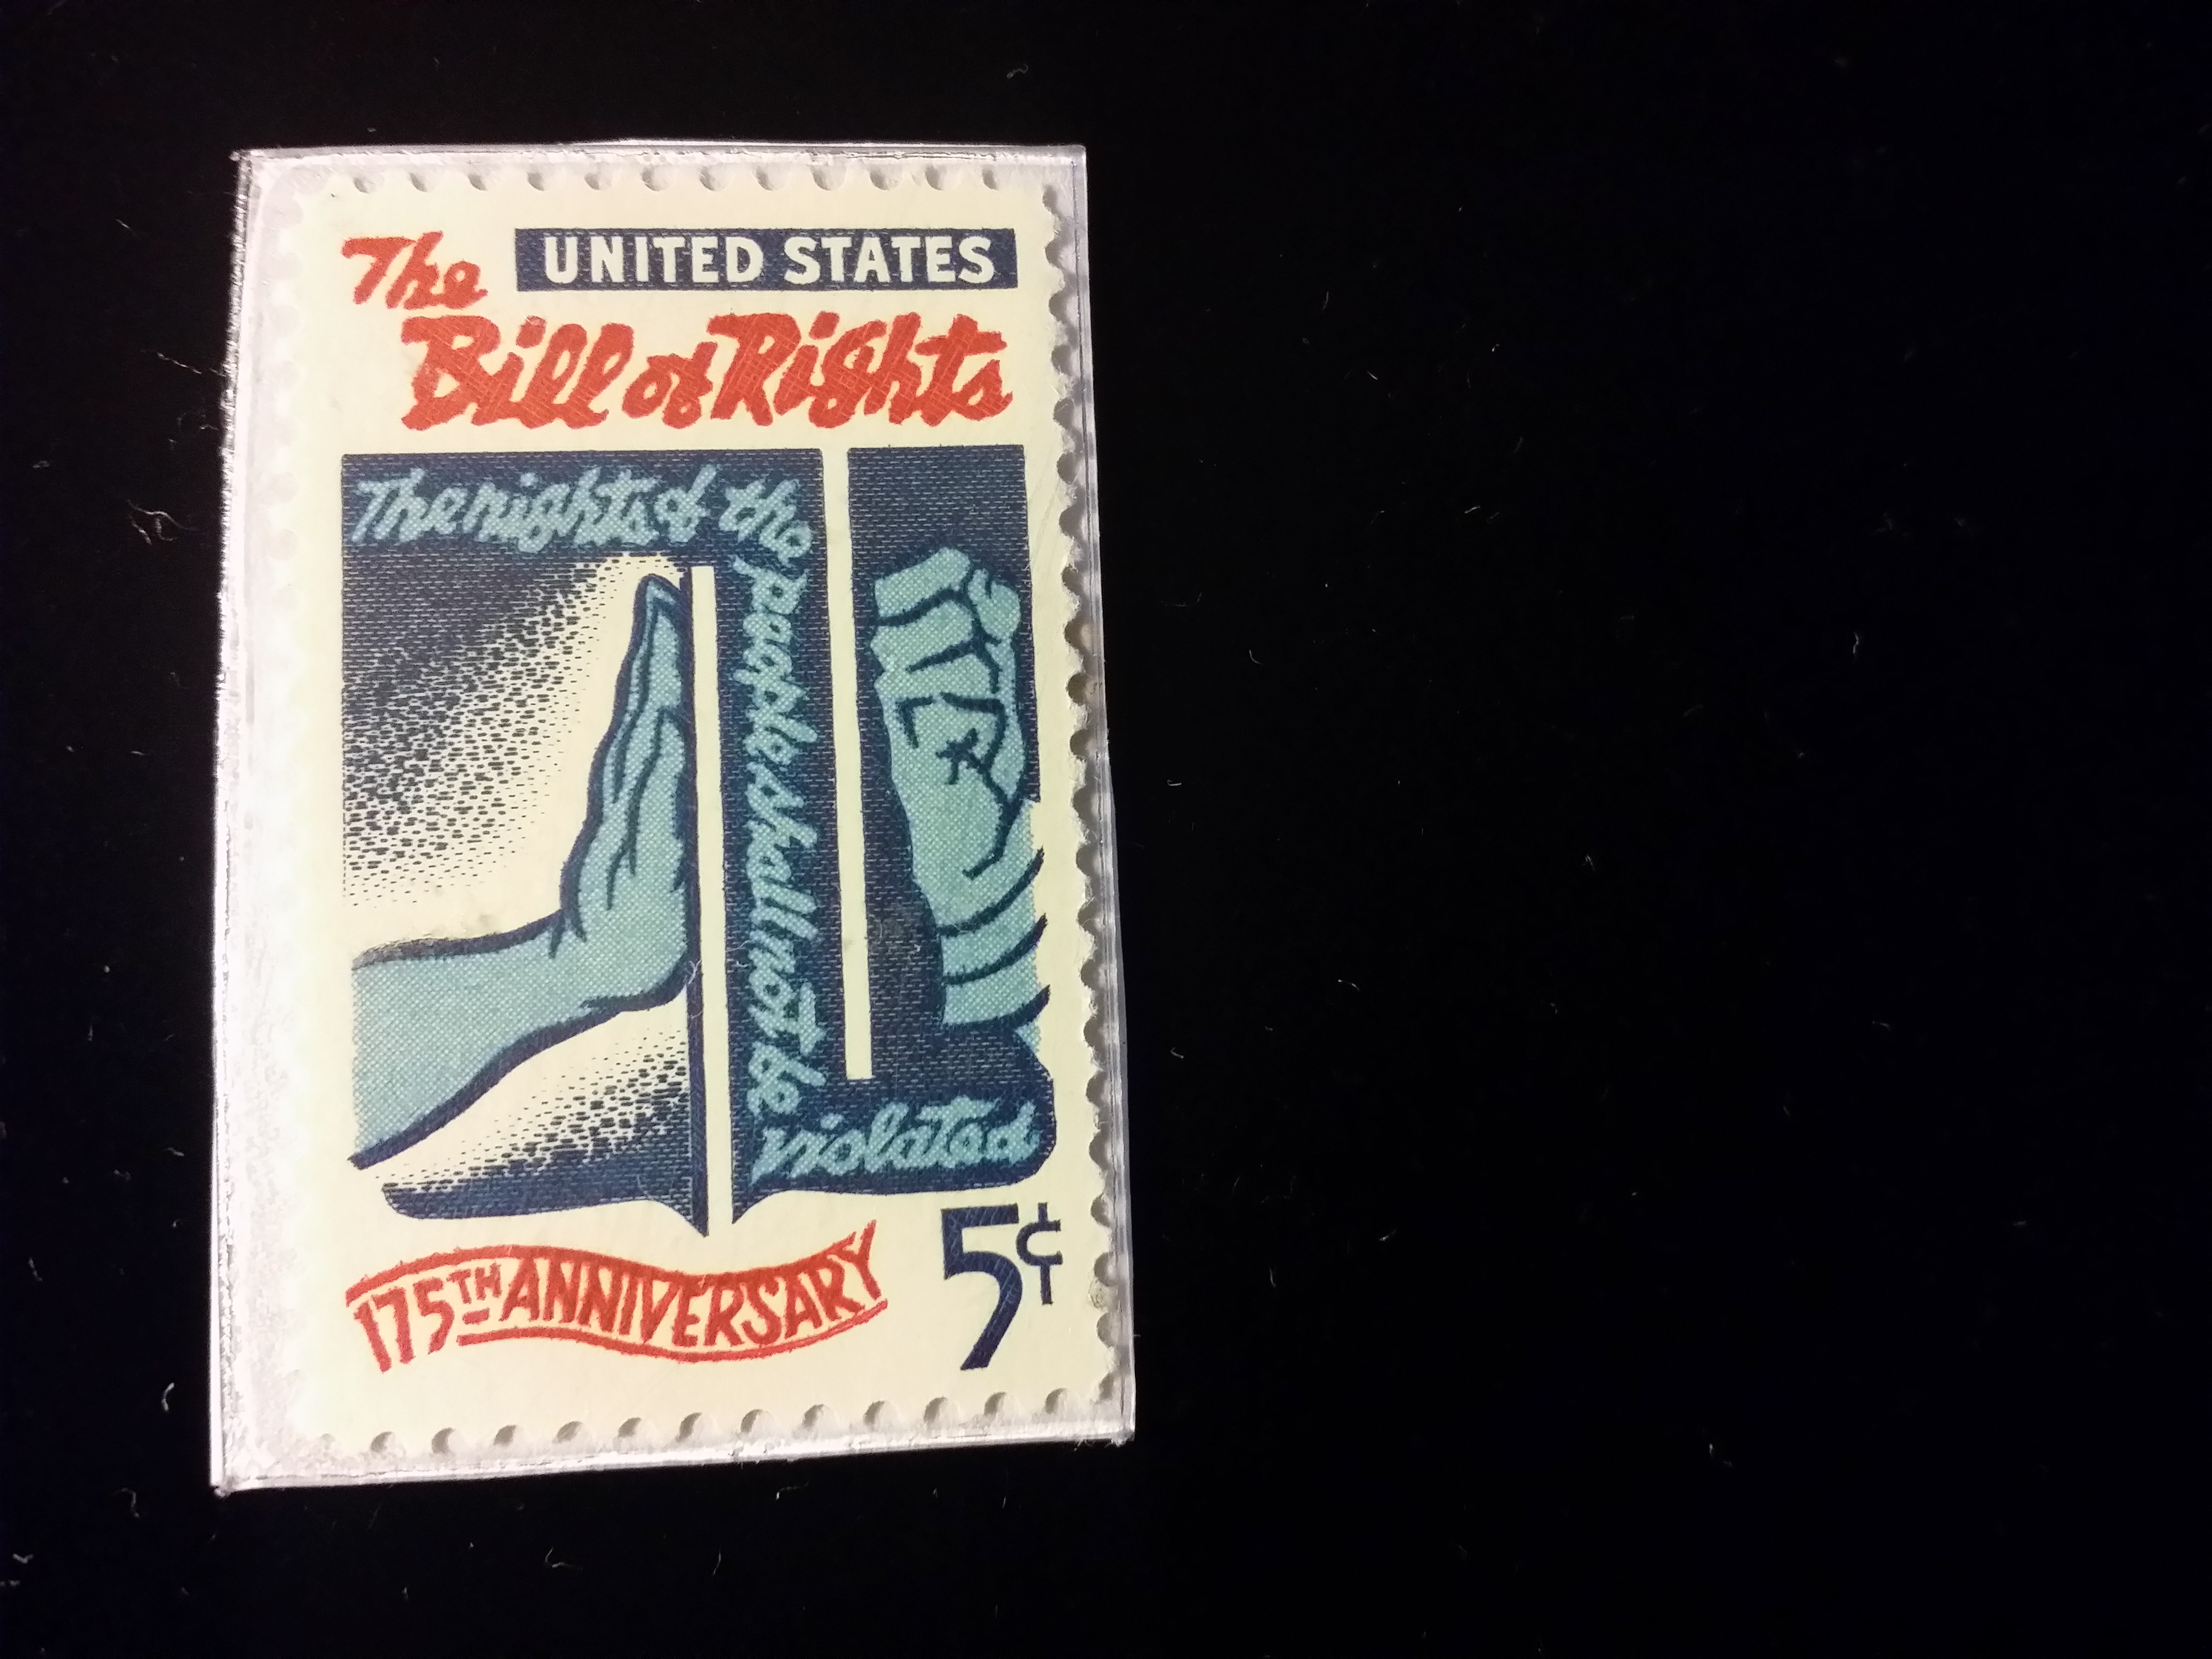 The UNITED STATES
Bill of Rights
The rights of the
people shall not be
violated
175TH ANNIVERSARY
5¢